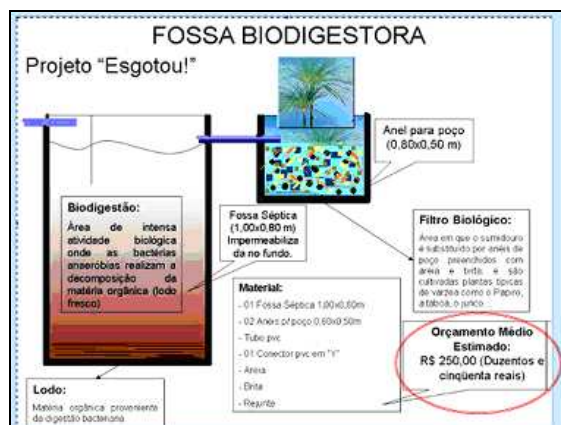 FOSSA BIODIGESTORA
Projeto “Esgotou!”
Anel para poço
(0,80x0,50 m)
Biodigestão:
Área de intensa
atividade biológica
onde as bactérias
anaeróbias realizam a
decomposição da
matéria orgânica (lodo
fresco)
Fossa Séptica
(1,00x0,80 m)
Impermeabiliza
da no fundo.
Filtro Biológico:
Área em que o sumidouro
é substituído por anéis de
poço preenchidos com
areia e brita, e são
cultivadas plantas típicas
de várzea como o Papiro,
a taboa, o junco
Material:
- 01 Fossa Séptica 1,00x0,80m
- 02 Anéis p/ poço 0,80x0,50m
- Tubo pvc
- 01 Conector pvc em "Y"
- Areia
- Brita
- Rejunte
Orçamento Médio
Estimado:
R$ 250,00 (Duzentos e
cinqüenta reais)
Lodo:
Matéria orgânica proveniente
da digestão bacteriana.